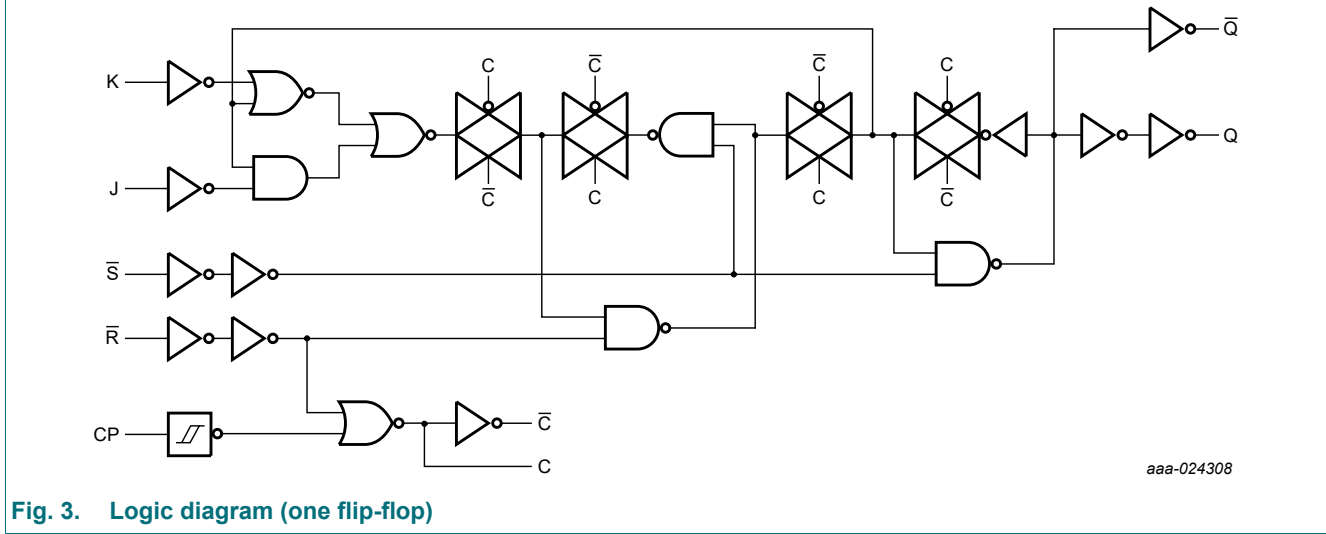 Q̅
C
C̅
C̅
C
K
Q
J
C̅
C
C
C̅
S̅
R̅
C̅
CP
C
aaa-024308
Fig. 3. Logic diagram (one flip-flop)